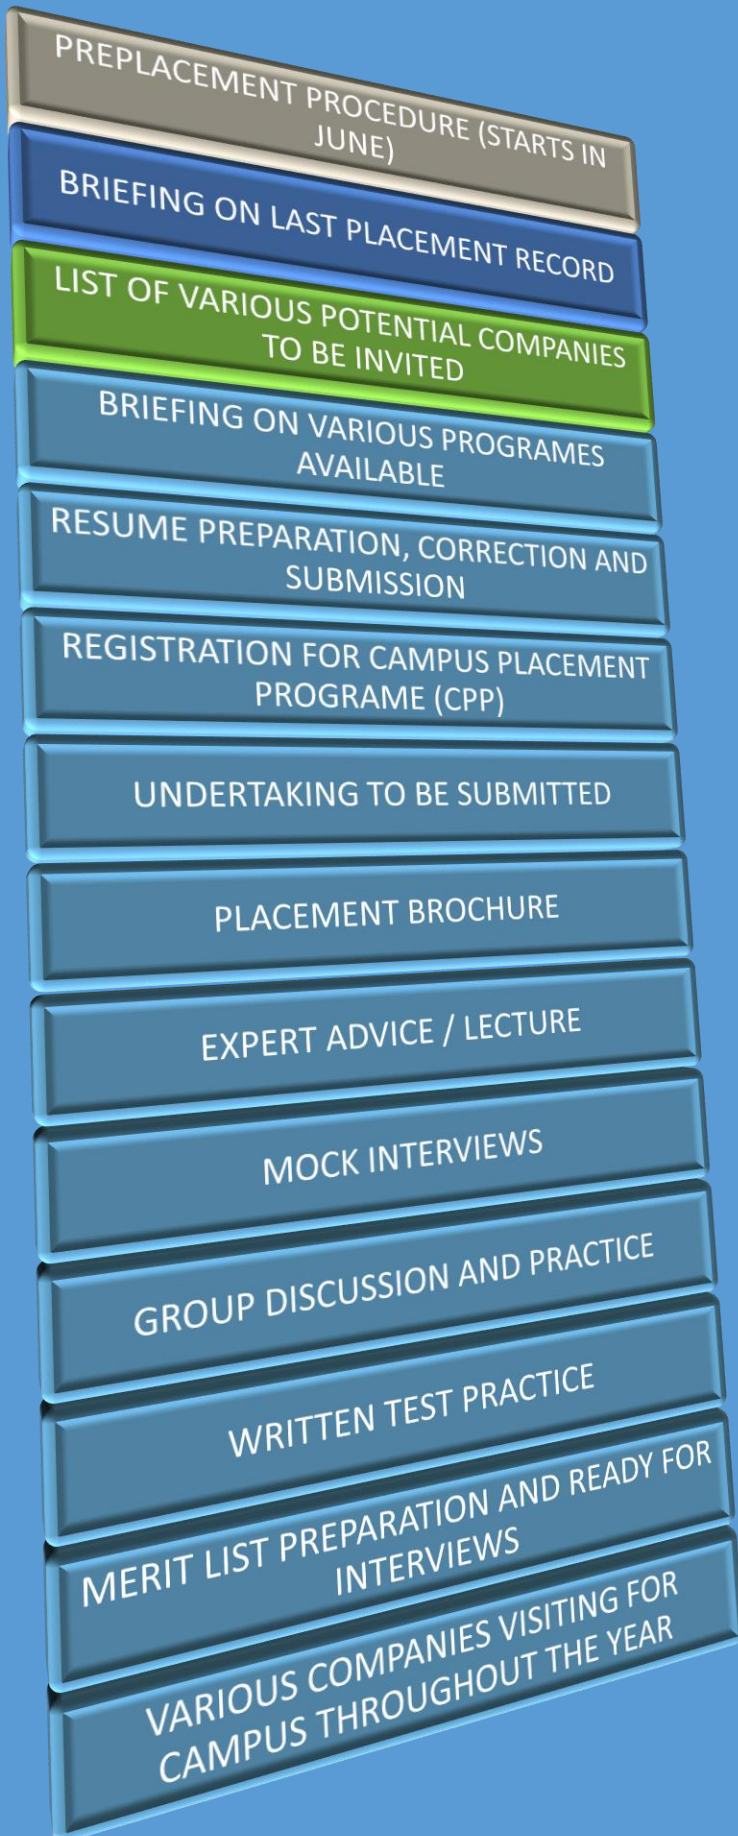 PREPLACEMENT PROCEDURE (STARTS IN
JUNE)
BRIEFING ON LAST PLACEMENT RECORD
LIST OF VARIOUS POTENTIAL COMPANIES
TO BE INVITED
BRIEFING ON VARIOUS PROGRAMES
AVAILABLE
RESUME PREPARATION, CORRECTION AND
SUBMISSION
REGISTRATION FOR CAMPUS PLACEMENT
PROGRAME (CPP)
UNDERTAKING TO BE SUBMITTED
PLACEMENT BROCHURE
EXPERT ADVICE / LECTURE
MOCK INTERVIEWS
GROUP DISCUSSION AND PRACTICE
WRITTEN TEST PRACTICE
MERIT LIST PREPARATION AND READY FOR
INTERVIEWS
VARIOUS COMPANIES VISITING FOR
CAMPUS THROUGHOUT THE YEAR